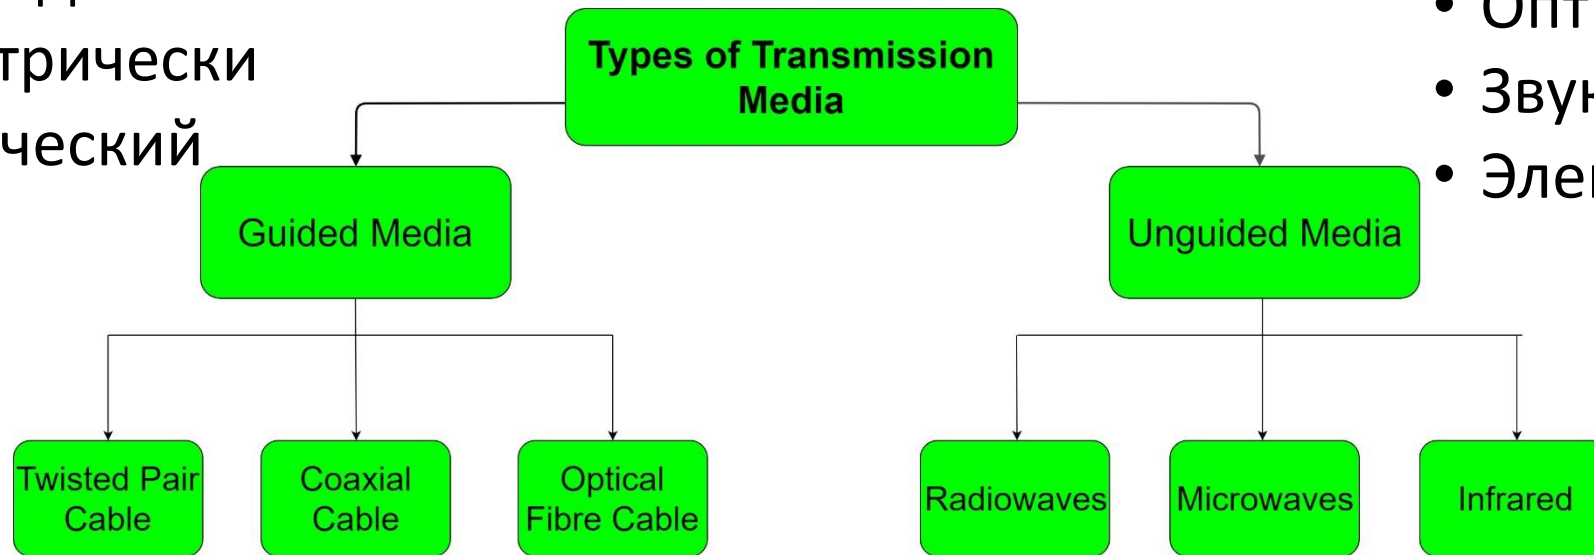 Types of Transmission
Media
• Звук
Guided Media
Unguided Media
Twisted Pair
Cable
Coaxial
Cable
Optical
Fibre Cable
Radiowaves
Microwaves
Infrared